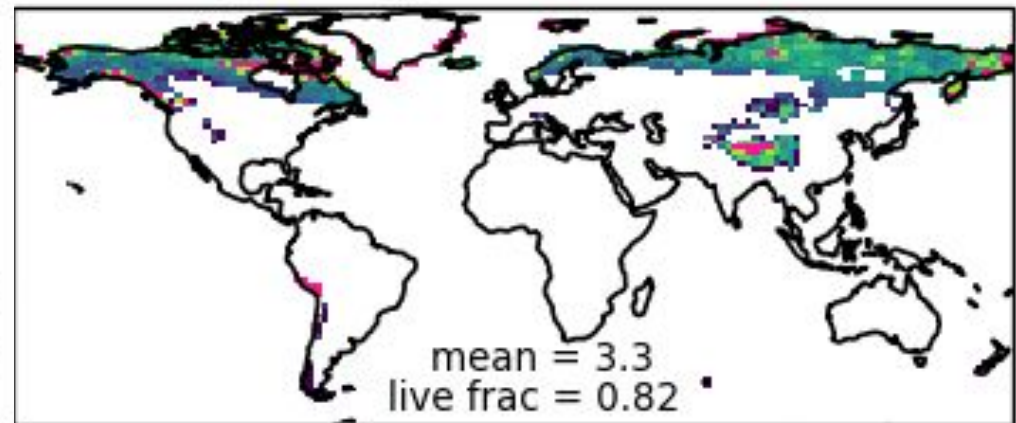 mean = 3.3
live frac = 0.82